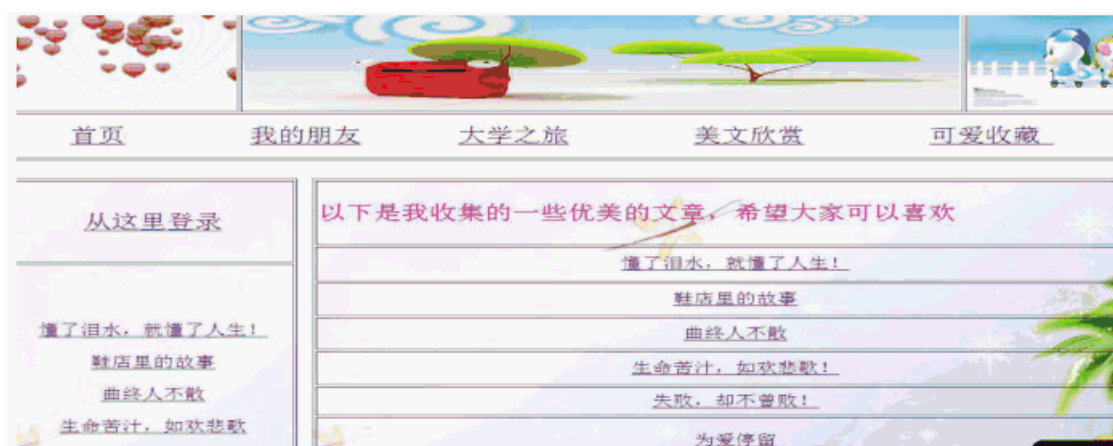 首页 我的朋友 大学之旅 美文欣赏 可爱收藏
从这里登录
懂了泪水，就懂了人生！
鞋店里的故事
曲终人不散
生命苦汁，如欢悲歌
以下是我收集的一些优美的文章，希望大家可以喜欢
懂了泪水，就懂了人生！
鞋店里的故事
曲终人不散
生命苦汁，如欢悲歌！
失败，却不曾败！
为爱停留